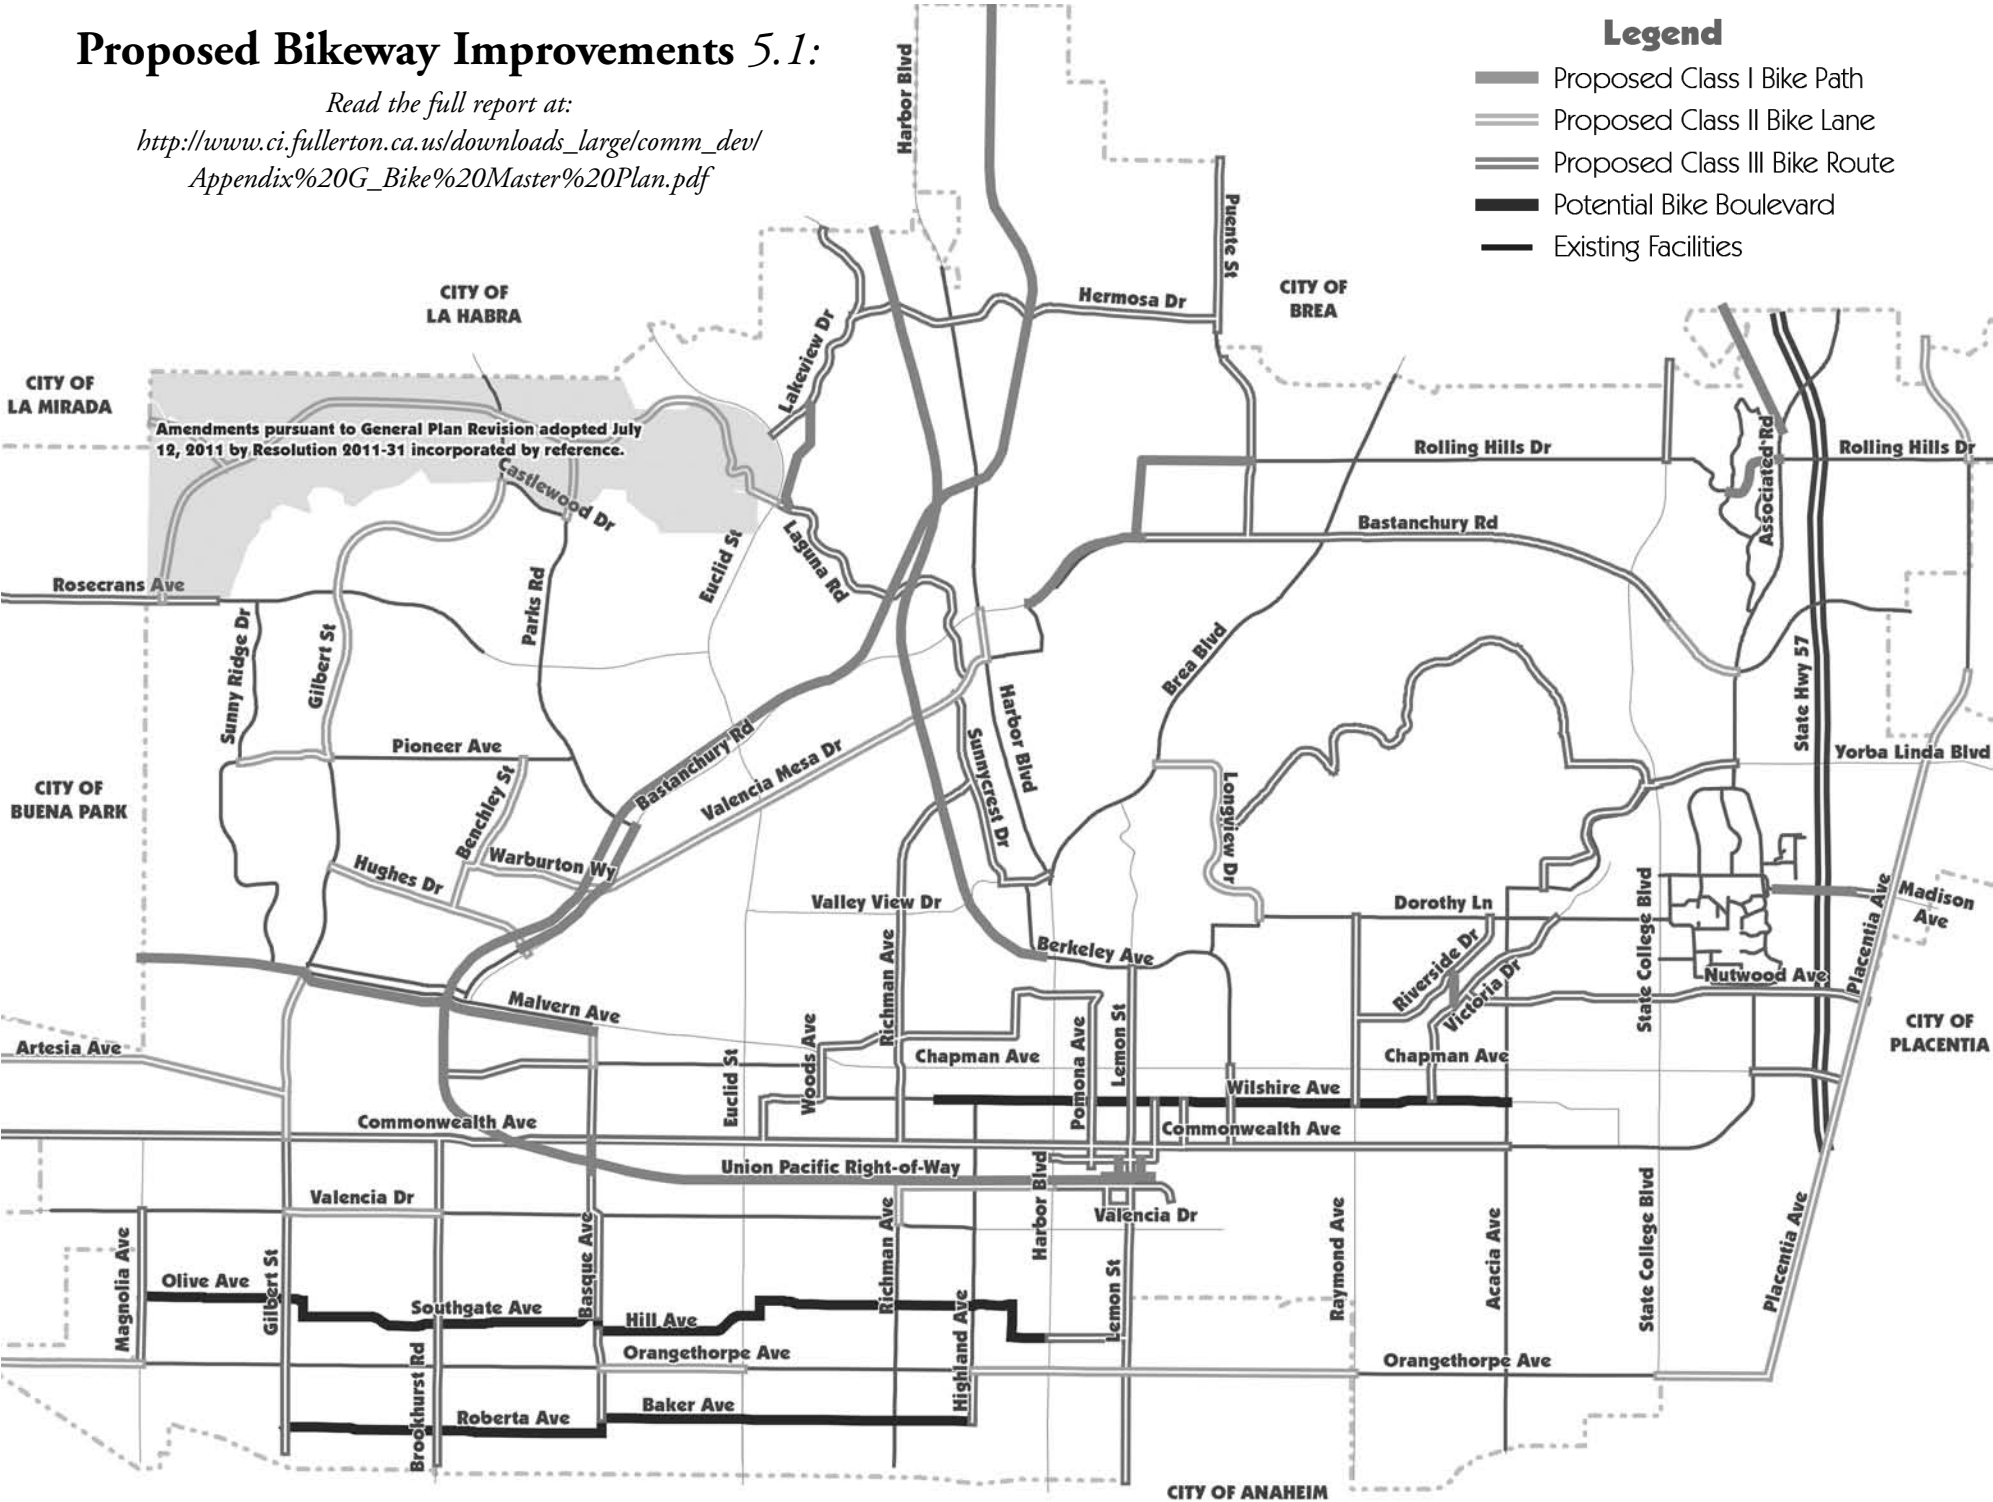 Proposed Bikeway Improvements 5.1:
Read the full report at:
http://www.ci.fullerton.ca.us/downloads_large/comm_dev/
Appendix%20G_Bike%20Master%20Plan.pdf
Legend
Proposed Class I Bike Path
Proposed Class II Bike Lane
Proposed Class III Bike Route
Potential Bike Boulevard
Existing Facilities
Harbor Blvd
Puente St
CITY OF
LA HABRA
CITY OF
BREA
Hermosa Dr
Lakeview Dr
CITY OF
LA MIRADA
Amendments pursuant to General Plan Revision adopted July
12, 2011 by Resolution 2011-31 incorporated by reference.
Castlewood Dr
Rolling Hills Dr
Associated Rd
Rolling Hills Dr
Bastanchury Rd
Euclid St
Laguna Rd
Rosecrans Ave
Parks Rd
Sunny Ridge Dr
Gilbert St
Brea Blvd
State Hwy 57
Harbor Blvd
Pioneer Ave
Bastanchury Rd
Valencia Mesa Dr
Sunnycrest Dr
Yorba Linda Blvd
CITY OF
BUENA PARK
Benchley St
Longview Dr
Hughes Dr
Warburton Wy
Valley View Dr
Dorothy Ln
State College Blvd
Madison
Ave
Placentia Ave
Richman Ave
Berkeley Ave
Riverside Dr
Victoria Dr
Nutwood Ave
Malvern Ave
Artesia Ave
Euclid St
Woods Ave
Chapman Ave
Pomona Ave
Lemon St
Chapman Ave
CITY OF
PLACENTIA
Wilshire Ave
Commonwealth Ave
Commonwealth Ave
Union Pacific Right-of-Way
Harbor Blvd
Valencia Dr
Valencia Dr
Magnolia Ave
Gilbert St
Basque Ave
Richman Ave
Raymond Ave
Acacia Ave
State College Blvd
Placentia Ave
Olive Ave
Southgate Ave
Hill Ave
Highland Ave
Lemon St
Orangethorpe Ave
Orangethorpe Ave
Brookhurst Rd
Roberta Ave
Baker Ave
CITY OF ANAHEIM